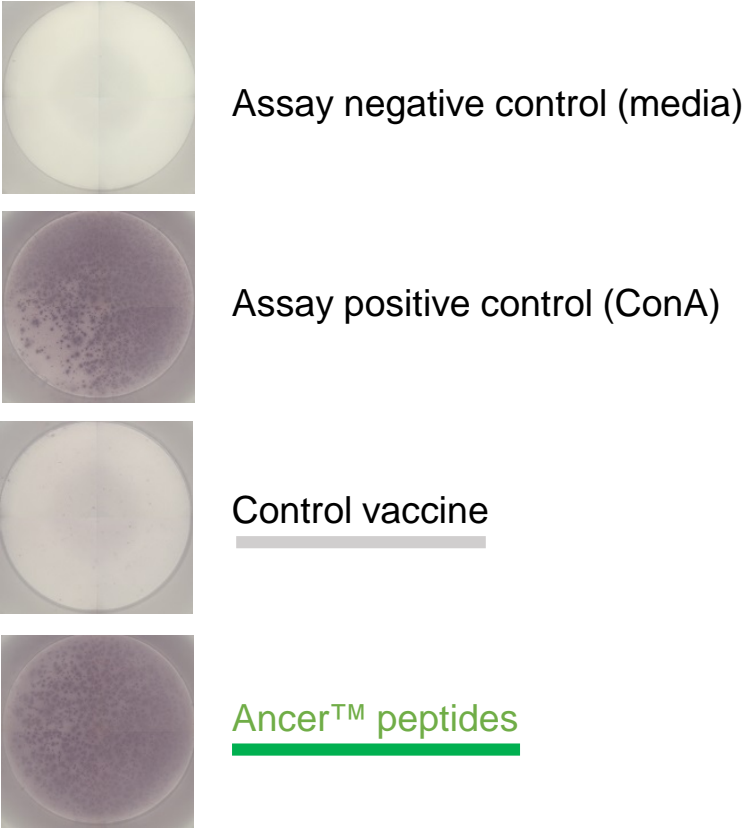 Assay negative control (media)
Assay positive control (ConA)
Control vaccine
Ancer™ peptides